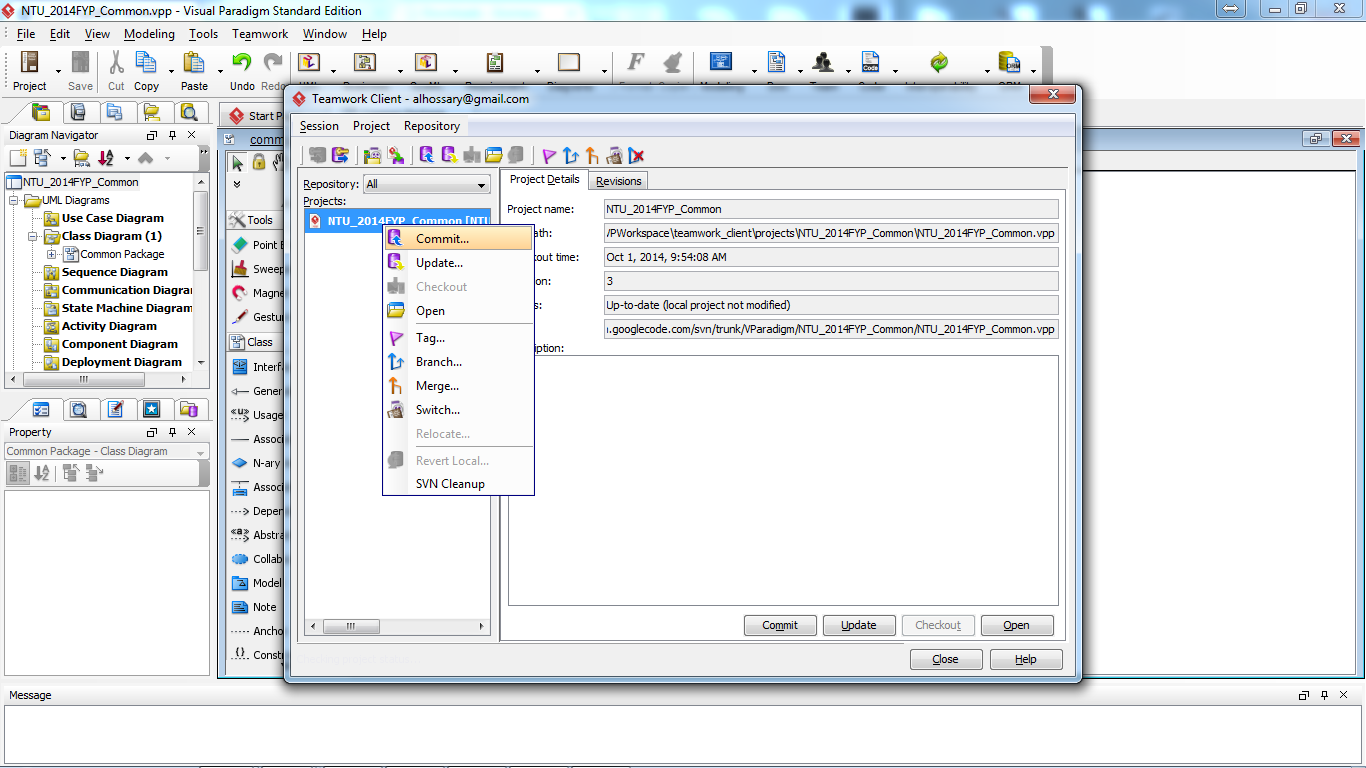 NTU_2014FYP_Common.vpp - Visual Paradigm Standard Edition
File Edit View Modeling Tools Teamwork Window Help
Project Save Cut Copy Paste Undo Redo
Start P
Diagram Navigator
comm
NTU_2014FYP_Common
UML Diagrams
Use Case Diagram
Class Diagram (1)
Common Package
Sequence Diagram
Communication Diagra
State Machine Diagram
Activity Diagram
Component Diagram
Deployment Diagram
Property
Common Package - Class Diagram
Tools
Point E
Sweep
Magne
Gestu
Class
Interf
Gener
Usage
Associ
N-ary
Associ
Depen
<<a>> Abstra
Collab
Model
Note
Ancho
{} Constr
Teamwork Client - alhossary@gmail.com
Session Project Repository
Repository: All
Projects:
NTU_2014FYP_Common [NTU
Commit...
Update...
Checkout
Open
Tag...
Branch...
Merge...
Switch...
Relocate...
Revert Local...
SVN Cleanup
Project Details Revisions
Project name: NTU_2014FYP_Common
ath: /PWorkspace\teamwork_client\projects\NTU_2014FYP_Common\NTU_2014FYP_Common.vpp
kout time: Oct 1, 2014, 9:54:08 AM
on: 3
s: Up-to-date (local project not modified)
.googlecode.com/svn/trunk/VParadigm/NTU_2014FYP_Common/NTU_2014FYP_Common.vpp
iption:
Commit Update Checkout Open
Close Help
Message